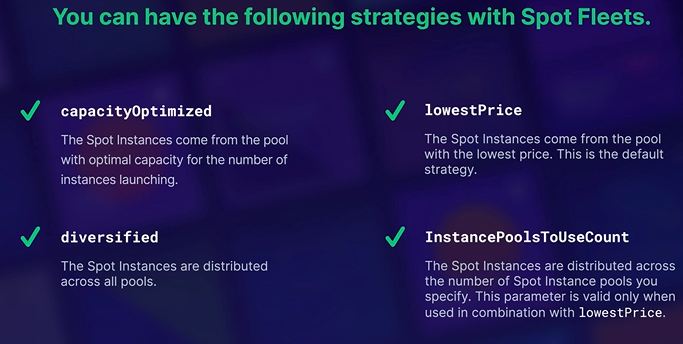 You can have the following strategies with Spot Fleets.
capacityOptimized
The Spot Instances come from the pool
with optimal capacity for the number of
instances launching.
lowestPrice
The Spot Instances come from the pool
with the lowest price. This is the default
strategy.
diversified
The Spot Instances are distributed
across all pools.
InstancePoolsToUseCount
The Spot Instances are distributed across
the number of Spot Instance pools you
specify. This parameter is valid only when
used in combination with lowestPrice.